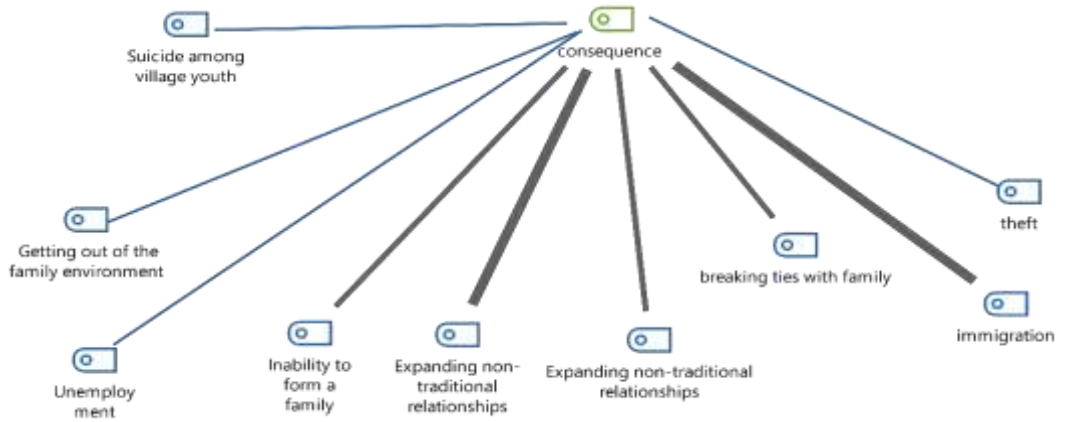 consequence
Suicide among
village youth
Getting out of the
family environment
Unemploy
ment
Inability to
form a
family
Expanding non-
traditional
relationships
Expanding non-traditional
relationships
breaking ties with family
immigration
theft